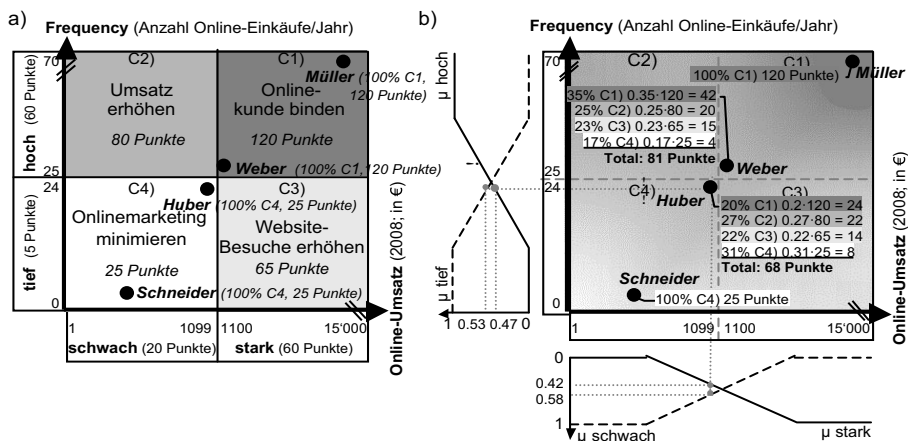 a)
Frequency (Anzahl Online-Einkäufe/Jahr)
70
hoch (60 Punkte)
25
24
tief (5 Punkte)
0
C2)
Umsatz
erhöhen
80 Punkte
C1)
Müller (100% C1,
120 Punkte)
Online-
kunde binden
120 Punkte
Weber (100% C1,120 Punkte)
C4)
Huber
(100% C4, 25 Punkte)
Onlinemarketing
minimieren
25 Punkte
C3)
Website-
Besuche erhöhen
65 Punkte
Schneider (100% C4, 25 Punkte)
1
1099
1100
15'000
schwach (20 Punkte)
stark (60 Punkte)
Online-Umsatz (2008; in €)
b)
Frequency (Anzahl Online-Einkäufe/Jahr)
µ hoch
µ tief
1 0.53 0.47 0
70
25
24
0
C2)
C1)
100% C1) 120 Punkte)
Müller
35% C1) 0.35·120 = 42
25% C2) 0.25·80 = 20
23% C3) 0.23·65 = 15
17% C4) 0.17·25 = 4
Total: 81 Punkte
Weber
C4)
Huber
C3)
20% C1) 0.2·120 = 24
27% C2) 0.27·80 = 22
22% C3) 0.22·65 = 14
31% C4) 0.31·25 = 8
Total: 68 Punkte
Schneider
100% C4) 25 Punkte
1
1099
1100
15'000
Online-Umsatz (2008; in €)
0
0.42
0.58
1
µ schwach
µ stark